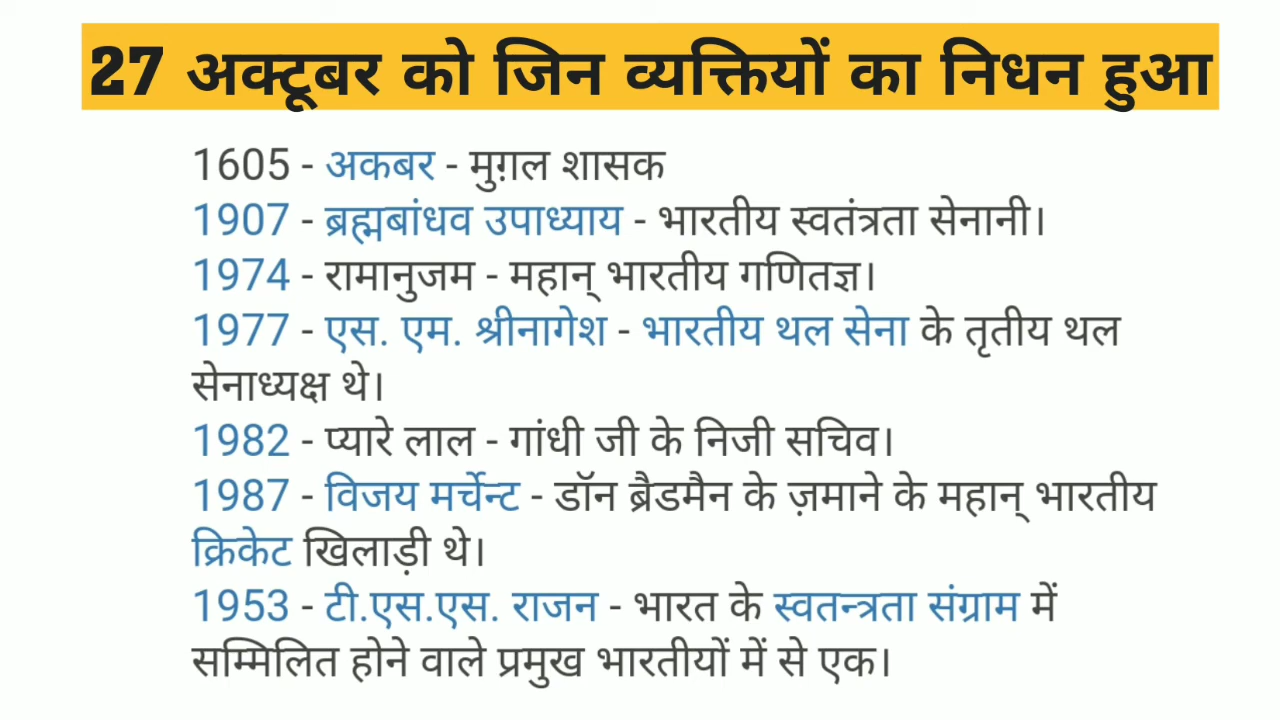 27 अक्टूबर को जिन व्यक्तियों का निधन हुआ
1605 - अकबर - मुग़ल शासक
1907 - ब्रह्मबांधव उपाध्याय - भारतीय स्वतंत्रता सेनानी।
1974 - रामानुजम - महान् भारतीय गणितज्ञ।
1977 - एस. एम. श्रीनागेश - भारतीय थल सेना के तृतीय थल
सेनाध्यक्ष थे।
1982 - प्यारे लाल - गांधी जी के निजी सचिव।
1987 - विजय मर्चेन्ट - डॉन ब्रैडमैन के ज़माने के महान् भारतीय
क्रिकेट खिलाड़ी थे।
1953 - टी.एस.एस. राजन - भारत के स्वतन्त्रता संग्राम में
सम्मिलित होने वाले प्रमुख भारतीयों में से एक।